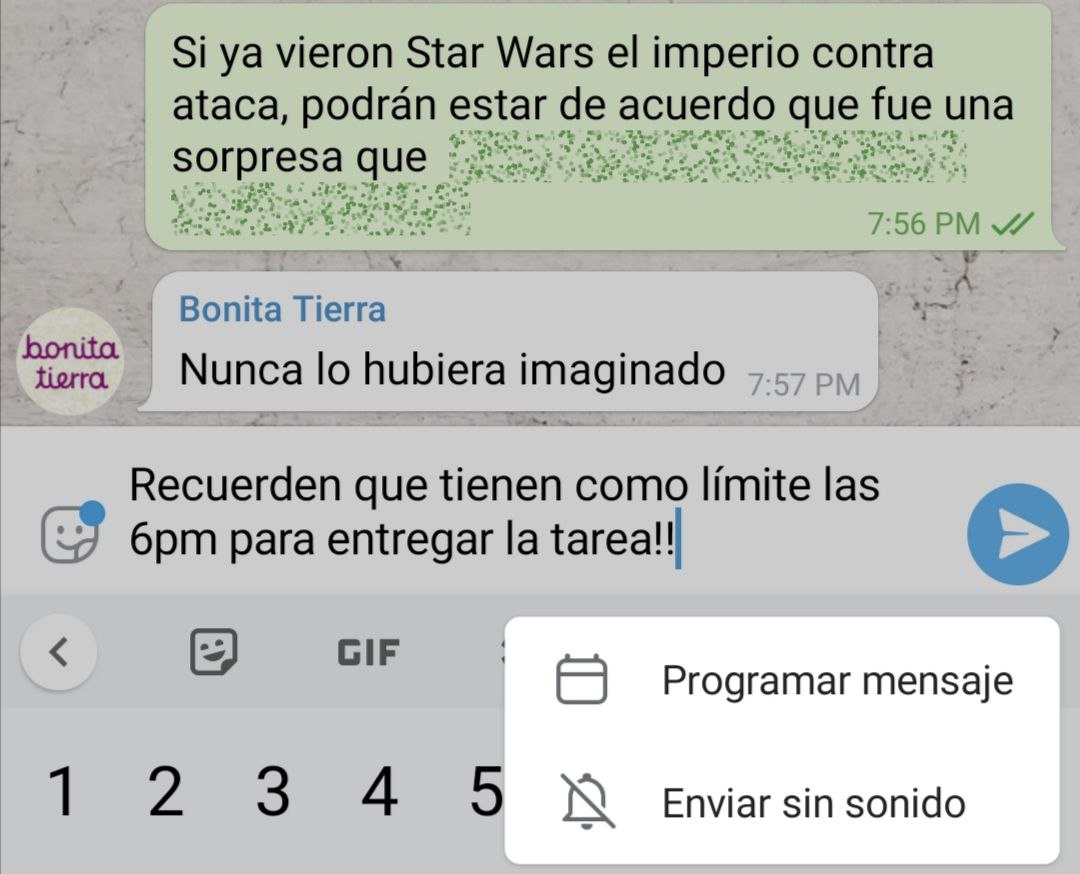 Si ya vieron Star Wars el imperio contra
ataca, podrán estar de acuerdo que fue una
sorpresa que
7:56 PM
Bonita Tierra
bonita
tierra
Nunca lo hubiera imaginado 7:57 PM
Recuerden que tienen como límite las
6pm para entregar la tarea!!
GIF
Programar mensaje
1 2 3 4 5
Enviar sin sonido